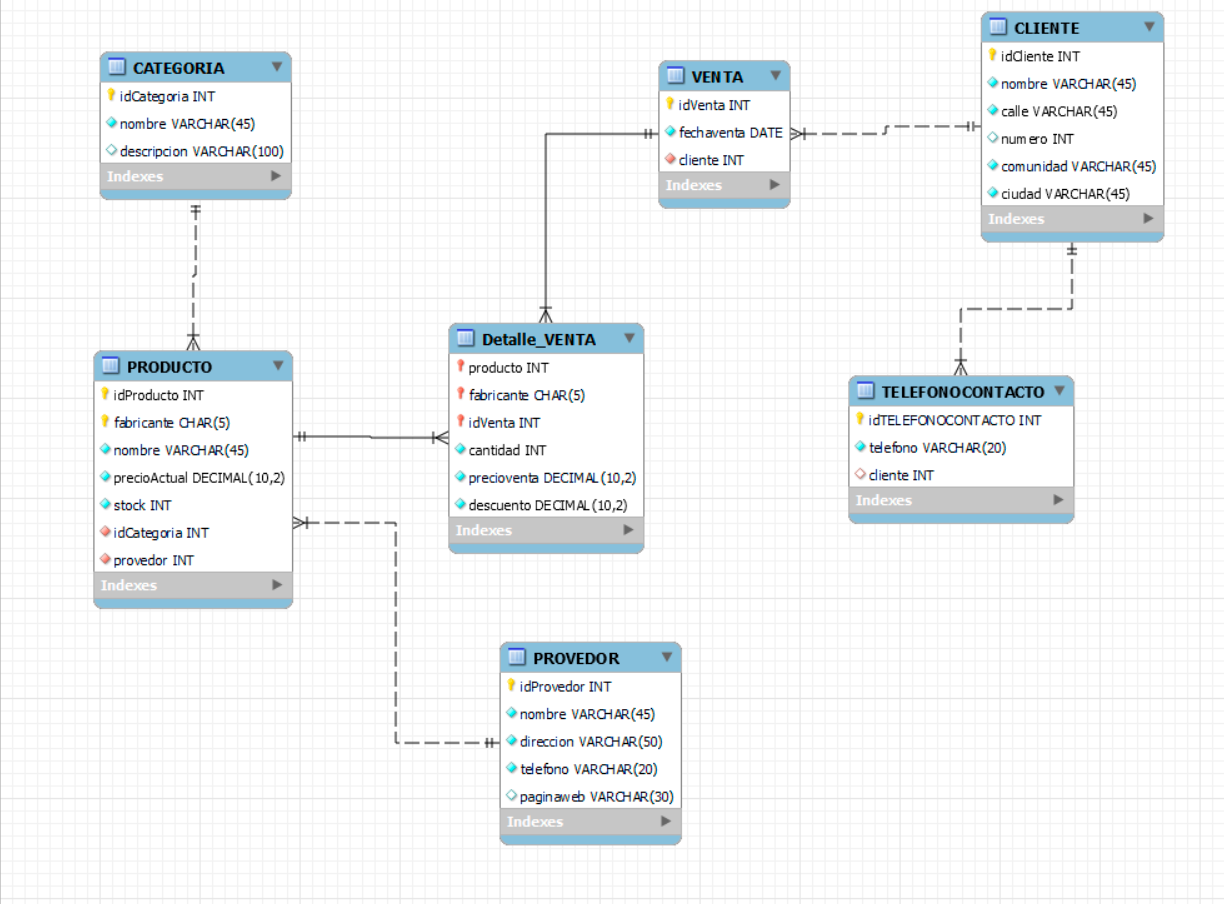 CATEGORIA
idCategoria INT
nombre VARCHAR(45)
descripcion VARCHAR(100)
Indexes
VENTA
idVenta INT
fechaventa DATE
cliente INT
Indexes
CLIENTE
idCliente INT
nombre VARCHAR(45)
calle VARCHAR(45)
numero INT
comunidad VARCHAR(45)
ciudad VARCHAR(45)
Indexes
PRODUCTO
idProducto INT
fabricante CHAR(5)
nombre VARCHAR(45)
precioActual DECIMAL(10,2)
stock INT
idCategoria INT
provedor INT
Indexes
Detalle_VENTA
producto INT
fabricante CHAR(5)
idVenta INT
cantidad INT
precioventa DECIMAL(10,2)
descuento DECIMAL(10,2)
Indexes
TELEFONOCONTACTO
idTELEFONOCONTACTO INT
telefono VARCHAR(20)
cliente INT
Indexes
PROVEDOR
idProvedor INT
nombre VARCHAR(45)
direccion VARCHAR(50)
telefono VARCHAR(20)
paginaweb VARCHAR(30)
Indexes